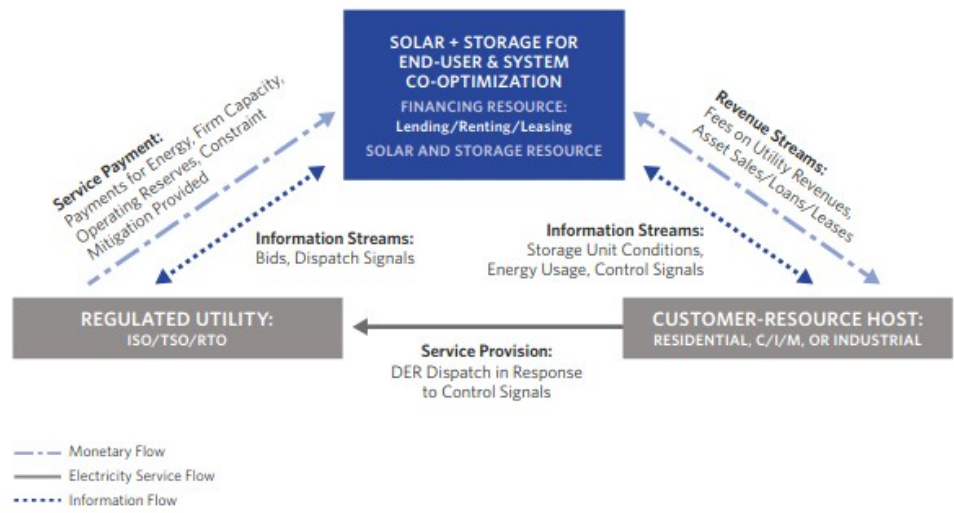 SOLAR + STORAGE FOR
END-USER & SYSTEM
CO-OPTIMIZATION
FINANCING RESOURCE:
Lending/Renting/Leasing
SOLAR AND STORAGE RESOURCE
Service Payment:
Payments for Energy, Firm Capacity,
Operating Reserves, Constraint
Mitigation Provided
Revenue Streams:
Fees on Utility Revenues,
Asset Sales/Loans/Leases
Information Streams:
Bids, Dispatch Signals
Information Streams:
Storage Unit Conditions,
Energy Usage, Control Signals
REGULATED UTILITY:
ISO/TSO/RTO
CUSTOMER-RESOURCE HOST:
RESIDENTIAL, C/I/M, OR INDUSTRIAL
Service Provision:
DER Dispatch in Response
to Control Signals
Monetary Flow
Electricity Service Flow
Information Flow